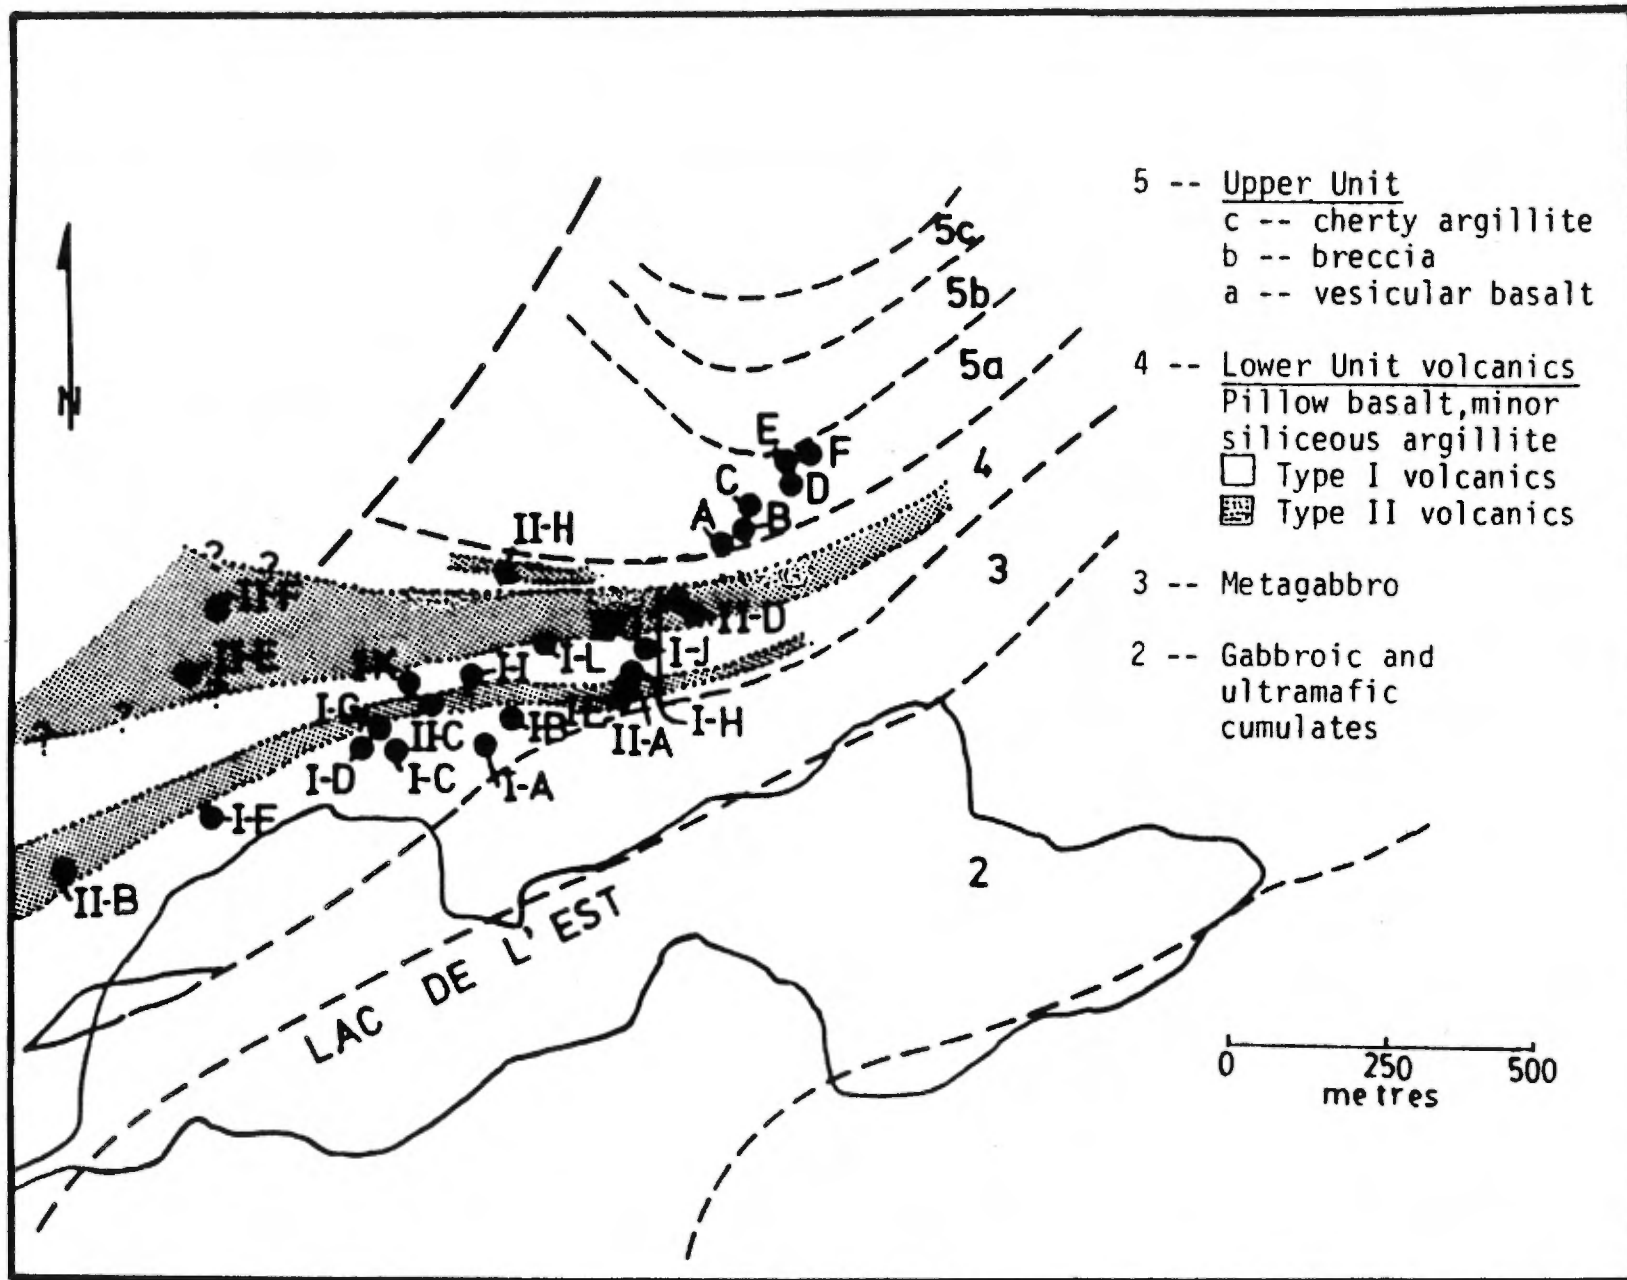 5 -- Upper Unit
c -- cherty argillite
b -- breccia
a -- vesicular basalt
4 -- Lower Unit volcanics
Pillow basalt,minor
siliceous argillite
Type I volcanics
Type II volcanics
3 -- Metagabbro
2 -- Gabbroic and
ultramafic
cumulates
N
5c
5b
5a
4
3
2
E
F
D
C
B
A
II-H
II-F
II-E
II-D
I-J
I-L
I-K
I-G
II-C
I-B
II-A
I-H
I-D
I-C
I-A
II-B
? ?
? ? ?
LAC DE L'EST
0 250 500
metres